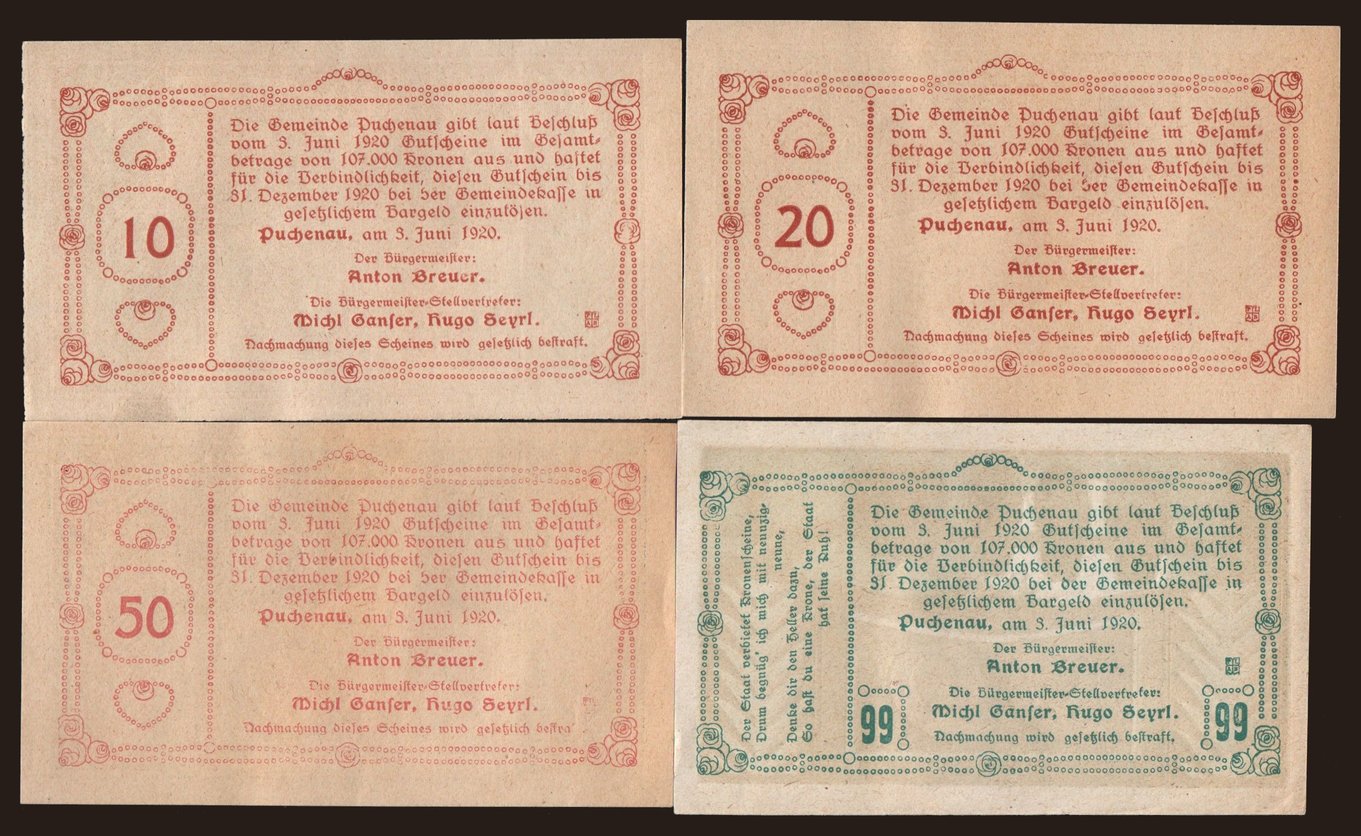 Die Gemeinde Puchenau gibt laut Beschluß
vom 3. Juni 1920 Gutscheine im Gesamt-
betrage von 107.000 Kronen aus und haftet
für die Verbindlichkeit, diesen Gutschein bis
31. Dezember 1920 bei der Gemeindekasse in
gesetzlichem Bargeld einzulösen.
Puchenau, am 3. Juni 1920.
Der Bürgermeister:
Anton Breuer.
Die Bürgermeister-Stellvertreter:
Michl Ganser, Hugo Seyrl.
Nachmachung dieses Scheines wird gesetzlich bestraft.
10
Die Gemeinde Puchenau gibt laut Beschluß
vom 3. Juni 1920 Gutscheine im Gesamt-
betrage von 107.000 Kronen aus und haftet
für die Verbindlichkeit, diesen Gutschein bis
31. Dezember 1920 bei der Gemeindekasse in
gesetzlichem Bargeld einzulösen.
Puchenau, am 3. Juni 1920.
Der Bürgermeister:
Anton Breuer.
Die Bürgermeister-Stellvertreter:
Michl Ganser, Hugo Seyrl.
Nachmachung dieses Scheines wird gesetzlich bestraft.
20
Die Gemeinde Puchenau gibt laut Beschluß
vom 3. Juni 1920 Gutscheine im Gesamt-
betrage von 107.000 Kronen aus und haftet
für die Verbindlichkeit, diesen Gutschein bis
31. Dezember 1920 bei der Gemeindekasse in
gesetzlichem Bargeld einzulösen.
Puchenau, am 3. Juni 1920.
Der Bürgermeister:
Anton Breuer.
Die Bürgermeister-Stellvertreter:
Michl Ganser, Hugo Seyrl.
Nachmachung dieses Scheines wird gesetzlich bestra
50
Der Staat verbietet Kronenscheine,
Drum begnüg' ich mich mit neunzig-
neune,
Denke dir den Heller dazu,
So hast du eine Krone, der Staat
hat seine Ruh!
Die Gemeinde Puchenau gibt laut Beschluß
vom 3. Juni 1920 Gutscheine im Gesamt-
betrage von 107.000 Kronen aus und haftet
für die Verbindlichkeit, diesen Gutschein bis
31 Dezember 1920 bei der Gemeindekasse in
gesetzlichem Bargeld einzulösen.
Puchenau, am 3. Juni 1920.
Der Bürgermeister:
Anton Breuer.
Die Bürgermeister-Stellvertreter:
Michl Ganser, Hugo Seyrl.
Nachmachung wird gesetzlich bestraft.
99
99